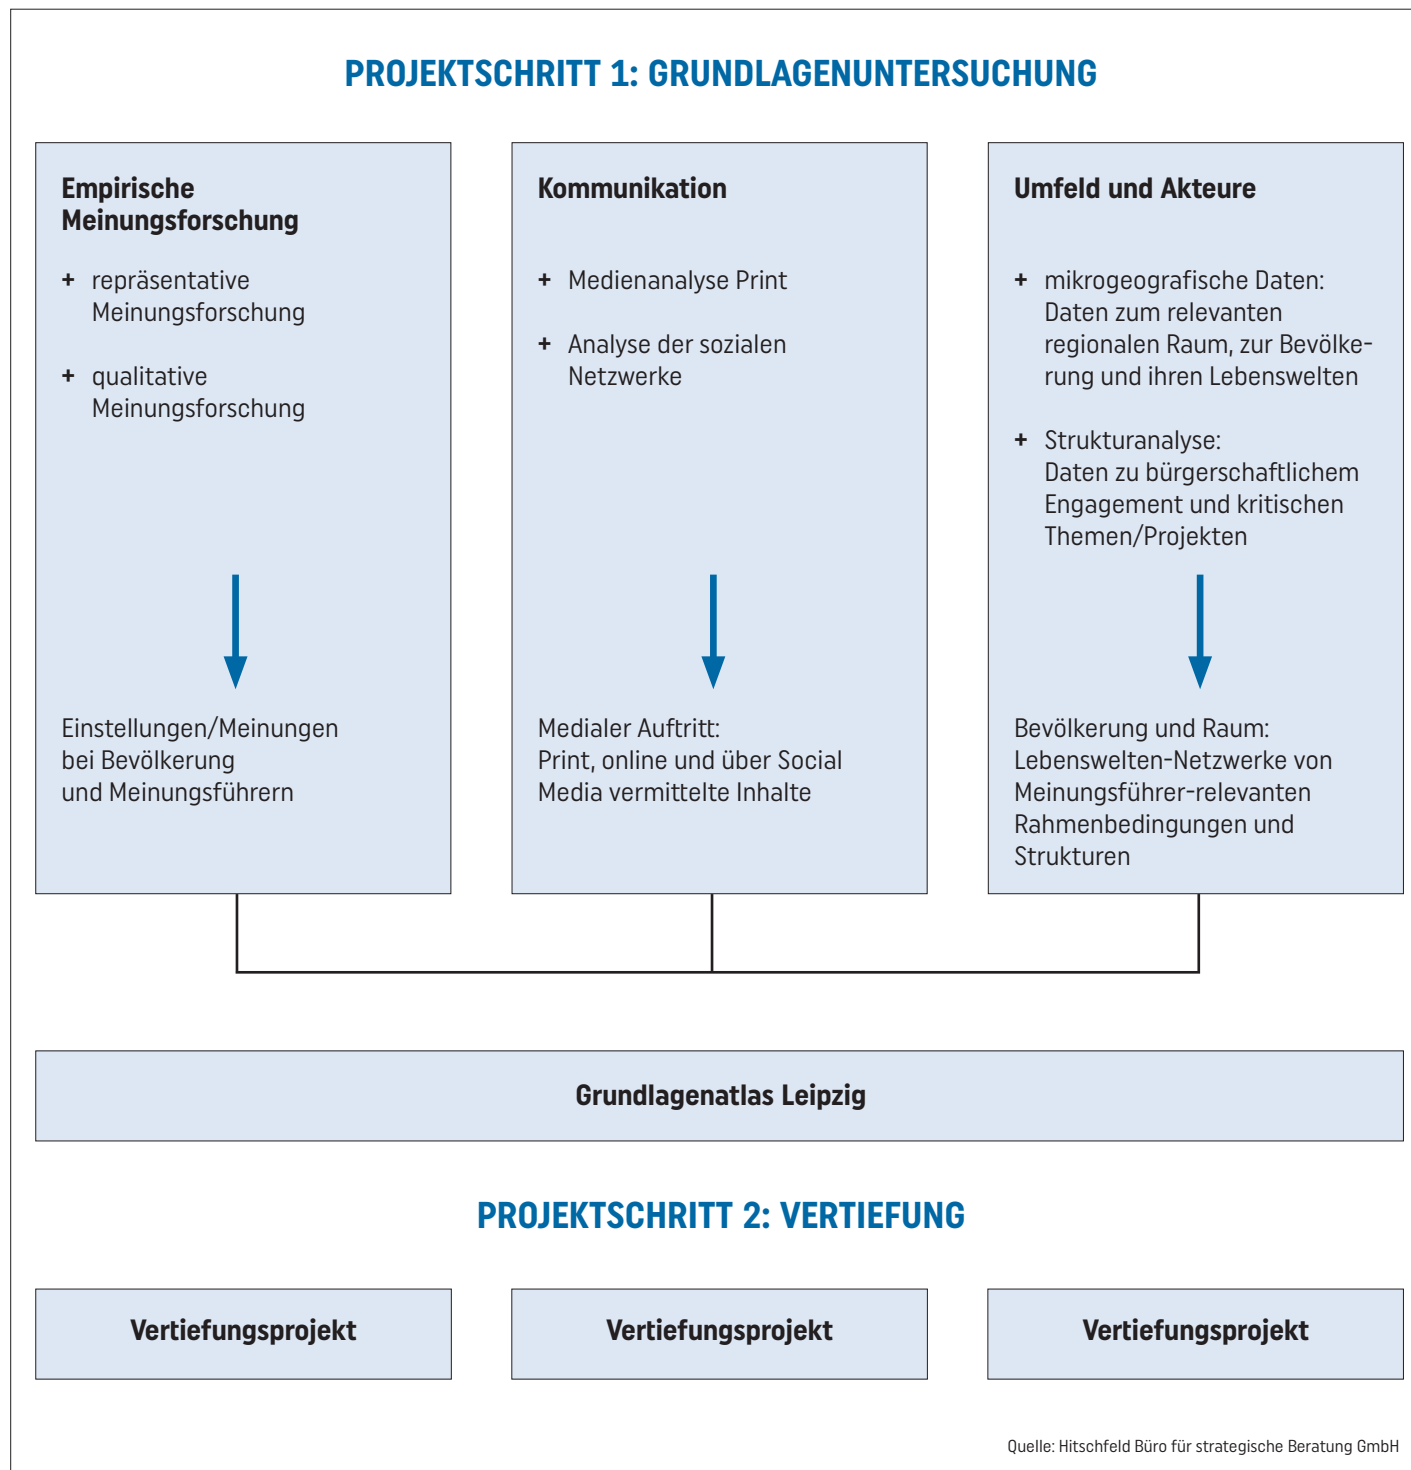 PROJEKTSCHRITT 1: GRUNDLAGENUNTERSUCHUNG
Empirische
Meinungsforschung
+ repräsentative
Meinungsforschung
+ qualitative
Meinungsforschung
Einstellungen/Meinungen
bei Bevölkerung
und Meinungsführern
Kommunikation
+ Medienanalyse Print
+ Analyse der sozialen
Netzwerke
Medialer Auftritt:
Print, online und über Social
Media vermittelte Inhalte
Umfeld und Akteure
+ mikrogeografische Daten:
Daten zum relevanten
regionalen Raum, zur Bevölke-
rung und ihren Lebenswelten
+ Strukturanalyse:
Daten zu bürgerschaftlichem
Engagement und kritischen
Themen/Projekten
Bevölkerung und Raum:
Lebenswelten-Netzwerke von
Meinungsführer-relevanten
Rahmenbedingungen und
Strukturen
Grundlagenatlas Leipzig
PROJEKTSCHRITT 2: VERTIEFUNG
Vertiefungsprojekt
Vertiefungsprojekt
Vertiefungsprojekt
Quelle: Hitschfeld Büro für strategische Beratung GmbH